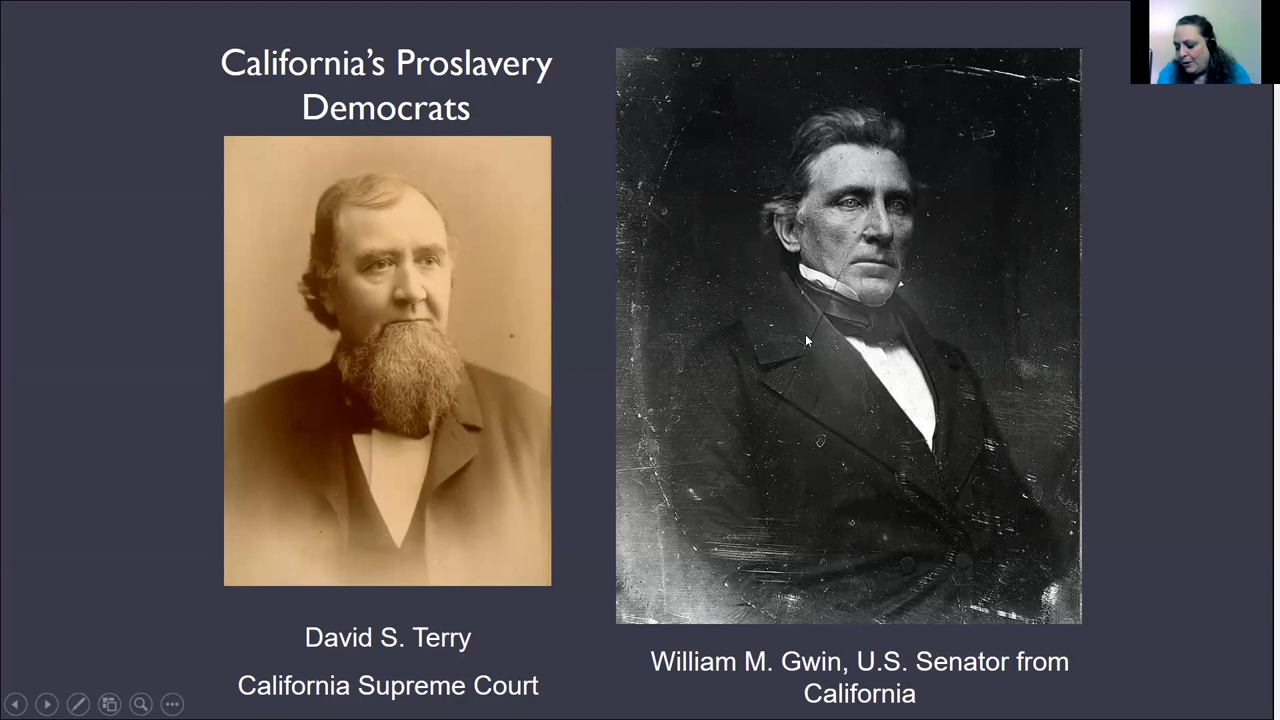 California’s Proslavery
Democrats
David S. Terry
California Supreme Court
William M. Gwin, U.S. Senator from
California